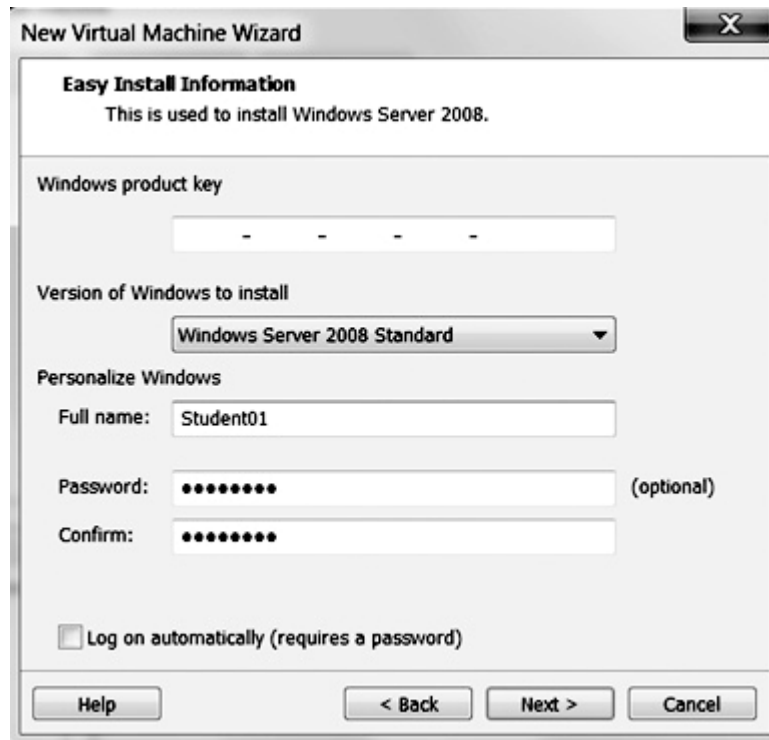 New Virtual Machine Wizard
X
Easy Install Information
This is used to install Windows Server 2008.
Windows product key
- - - -
Version of Windows to install
Windows Server 2008 Standard
Personalize Windows
Full name: Student01
Password: ●●●●●●●● (optional)
Confirm: ●●●●●●●●
Log on automatically (requires a password)
Help < Back Next > Cancel